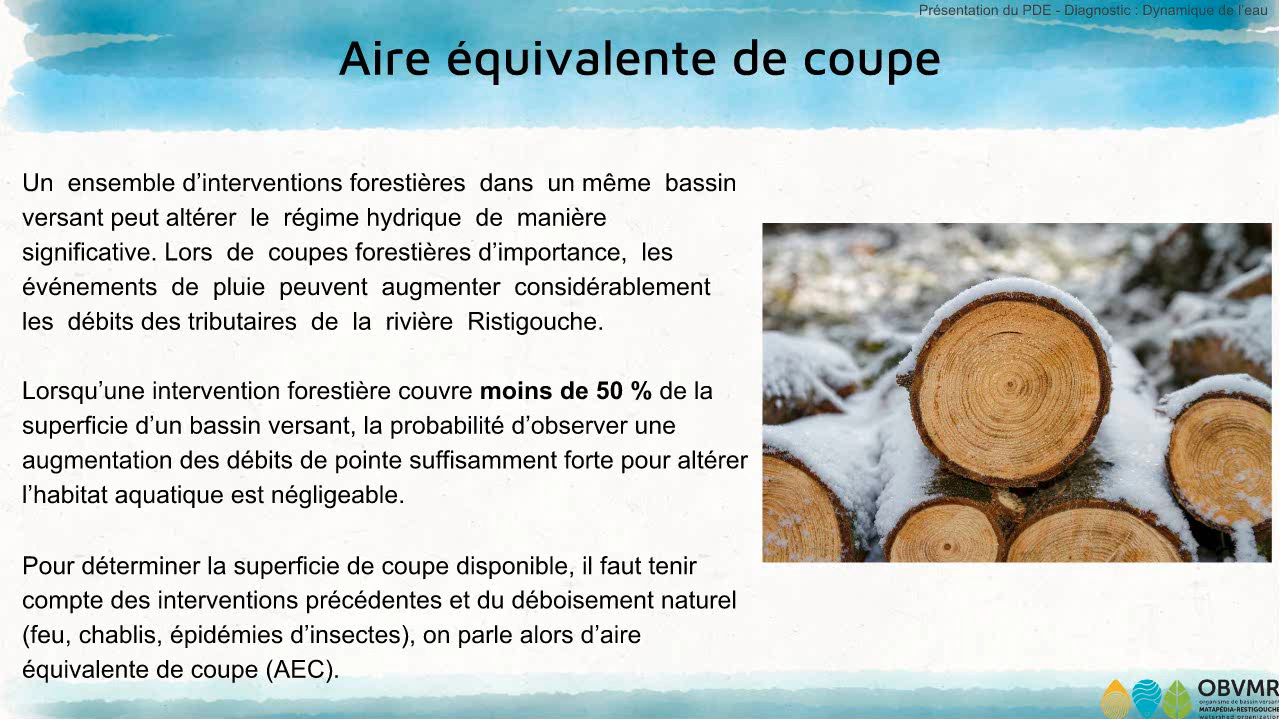 Présentation du PDE - Diagnostic : Dynamique de l'eau
Aire équivalente de coupe
Un ensemble d’interventions forestières dans un même bassin
versant peut altérer le régime hydrique de manière
significative. Lors de coupes forestières d’importance, les
événements de pluie peuvent augmenter considérablement
les débits des tributaires de la rivière Ristigouche.
Lorsqu’une intervention forestière couvre moins de 50 % de la
superficie d’un bassin versant, la probabilité d’observer une
augmentation des débits de pointe suffisamment forte pour altérer
l’habitat aquatique est négligeable.
Pour déterminer la superficie de coupe disponible, il faut tenir
compte des interventions précédentes et du déboisement naturel
(feu, chablis, épidémies d’insectes), on parle alors d’aire
équivalente de coupe (AEC).
OBVMR
organisme de bassin versant
MATAPÉDIA-RESTIGOUCHE
watershed organization